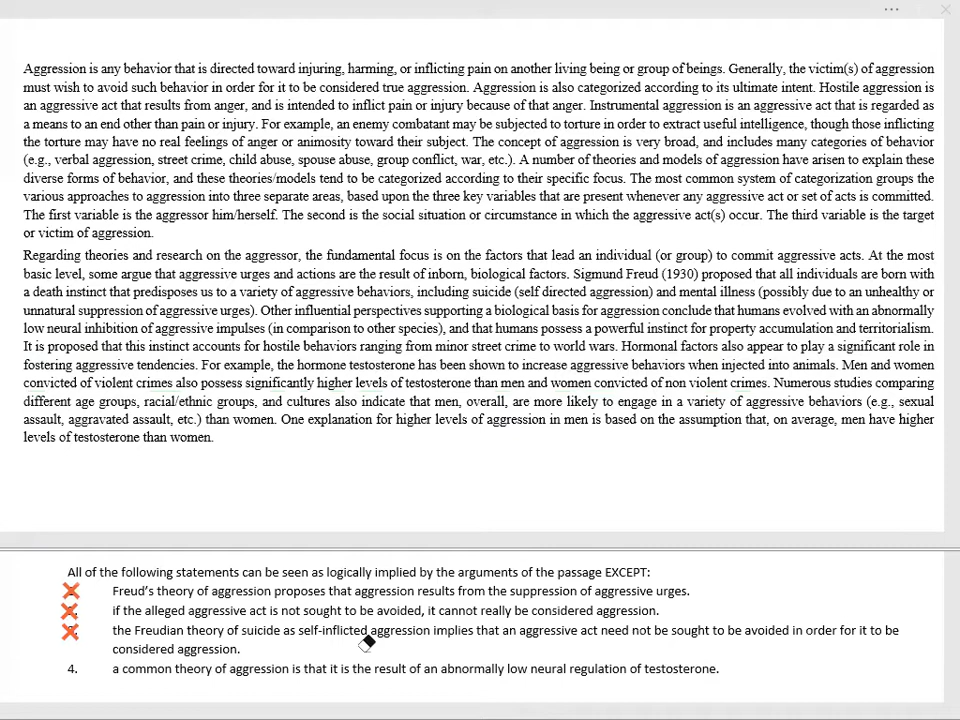 Aggression is any behavior that is directed toward injuring, harming, or inflicting pain on another living being or group of beings. Generally, the victim(s) of aggression
must wish to avoid such behavior in order for it to be considered true aggression. Aggression is also categorized according to its ultimate intent. Hostile aggression is
an aggressive act that results from anger, and is intended to inflict pain or injury because of that anger. Instrumental aggression is an aggressive act that is regarded as
a means to an end other than pain or injury. For example, an enemy combatant may be subjected to torture in order to extract useful intelligence, though those inflicting
the torture may have no real feelings of anger or animosity toward their subject. The concept of aggression is very broad, and includes many categories of behavior
(e.g., verbal aggression, street crime, child abuse, spouse abuse, group conflict, war, etc.). A number of theories and models of aggression have arisen to explain these
diverse forms of behavior, and these theories/models tend to be categorized according to their specific focus. The most common system of categorization groups the
various approaches to aggression into three separate areas, based upon the three key variables that are present whenever any aggressive act or set of acts is committed.
The first variable is the aggressor him/herself. The second is the social situation or circumstance in which the aggressive act(s) occur. The third variable is the target
or victim of aggression.
Regarding theories and research on the aggressor, the fundamental focus is on the factors that lead an individual (or group) to commit aggressive acts. At the most
basic level, some argue that aggressive urges and actions are the result of inborn, biological factors. Sigmund Freud (1930) proposed that all individuals are born with
a death instinct that predisposes us to a variety of aggressive behaviors, including suicide (self directed aggression) and mental illness (possibly due to an unhealthy or
unnatural suppression of aggressive urges). Other influential perspectives supporting a biological basis for aggression conclude that humans evolved with an abnormally
low neural inhibition of aggressive impulses (in comparison to other species), and that humans possess a powerful instinct for property accumulation and territorialism.
It is proposed that this instinct accounts for hostile behaviors ranging from minor street crime to world wars. Hormonal factors also appear to play a significant role in
fostering aggressive tendencies. For example, the hormone testosterone has been shown to increase aggressive behaviors when injected into animals. Men and women
convicted of violent crimes also possess significantly higher levels of testosterone than men and women convicted of non violent crimes. Numerous studies comparing
different age groups, racial/ethnic groups, and cultures also indicate that men, overall, are more likely to engage in a variety of aggressive behaviors (e.g., sexual
assault, aggravated assault, etc.) than women. One explanation for higher levels of aggression in men is based on the assumption that, on average, men have higher
levels of testosterone than women.
All of the following statements can be seen as logically implied by the arguments of the passage EXCEPT:
Freud's theory of aggression proposes that aggression results from the suppression of aggressive urges.
if the alleged aggressive act is not sought to be avoided, it cannot really be considered aggression.
the Freudian theory of suicide as self-inflicted aggression implies that an aggressive act need not be sought to be avoided in order for it to be
considered aggression.
4. a common theory of aggression is that it is the result of an abnormally low neural regulation of testosterone.